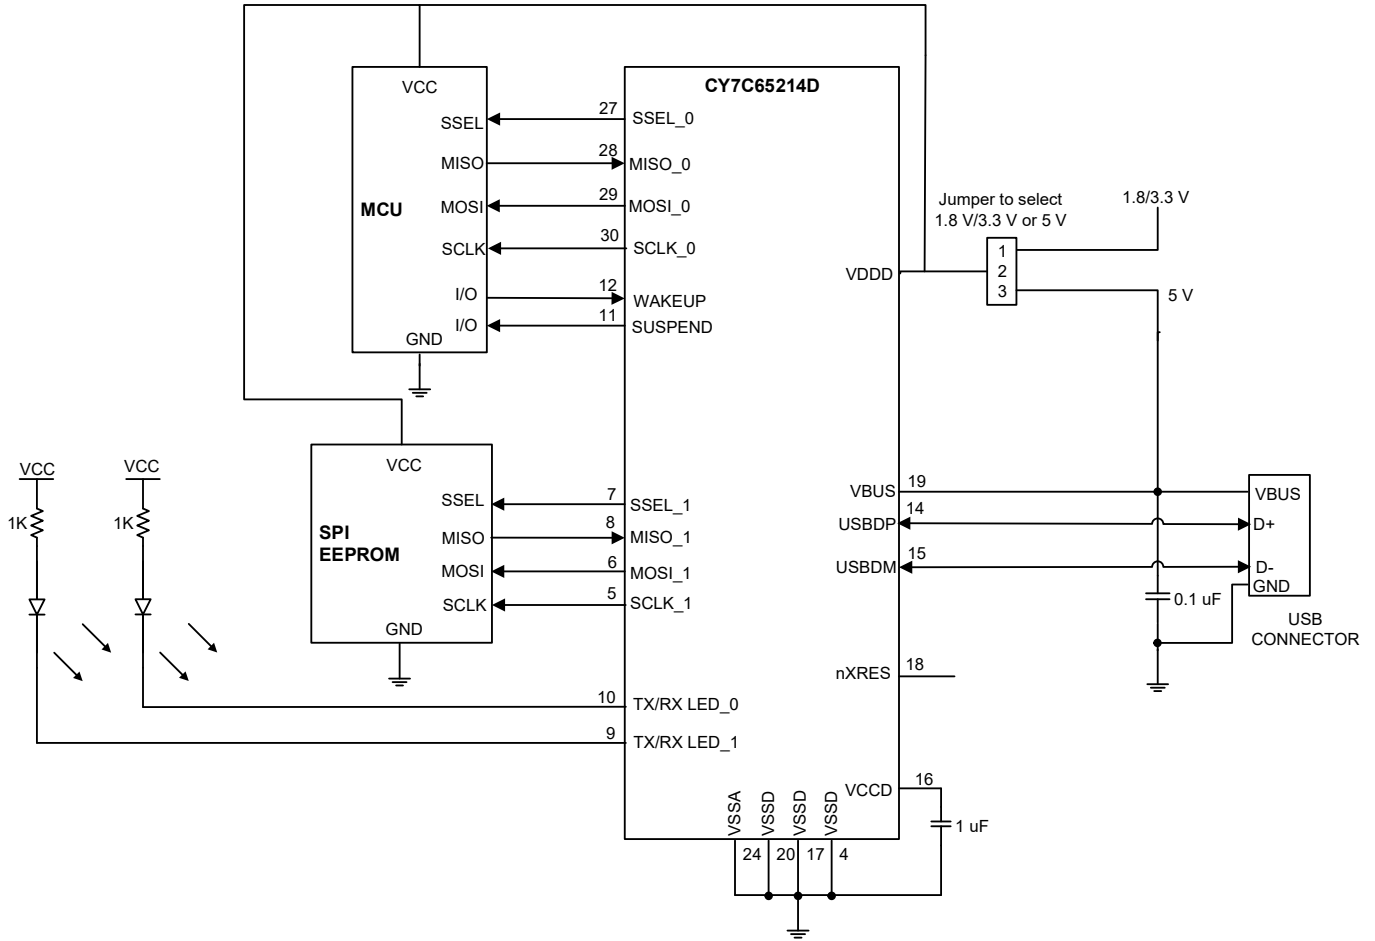 CY7C65214D
VCC
SSEL
MISO
MCU
MOSI
SCLK
I/O
I/O
GND
27
SSEL_0
28
MISO_0
29
MOSI_0
30
SCLK_0
12
WAKEUP
11
SUSPEND
Jumper to select
1.8 V/3.3 V or 5 V
1.8/3.3 V
1
2
3
VDDD
5 V
VCC
VCC
1K
1K
VCC
SSEL
SPI
EEPROM
MISO
MOSI
SCLK
GND
7
SSEL_1
8
MISO_1
6
MOSI_1
5
SCLK_1
VBUS
19
USBDP
14
USBDM
15
VBUS
D+
D-
GND
0.1 uF
USB
CONNECTOR
nXRES
18
10
TX/RX LED_0
9
TX/RX LED_1
VCCD
16
1 uF
VSSA
VSSD
VSSD
VSSD
24
20
17
4